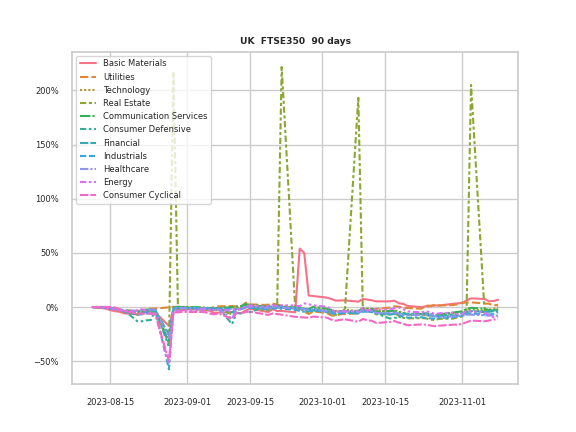 UK FTSE350 90 days
Basic Materials
Utilities
Technology
Real Estate
Communication Services
Consumer Defensive
Financial
Industrials
Healthcare
Energy
Consumer Cyclical
200%
150%
100%
50%
0%
−50%
2023-08-15
2023-09-01
2023-09-15
2023-10-01
2023-10-15
2023-11-01